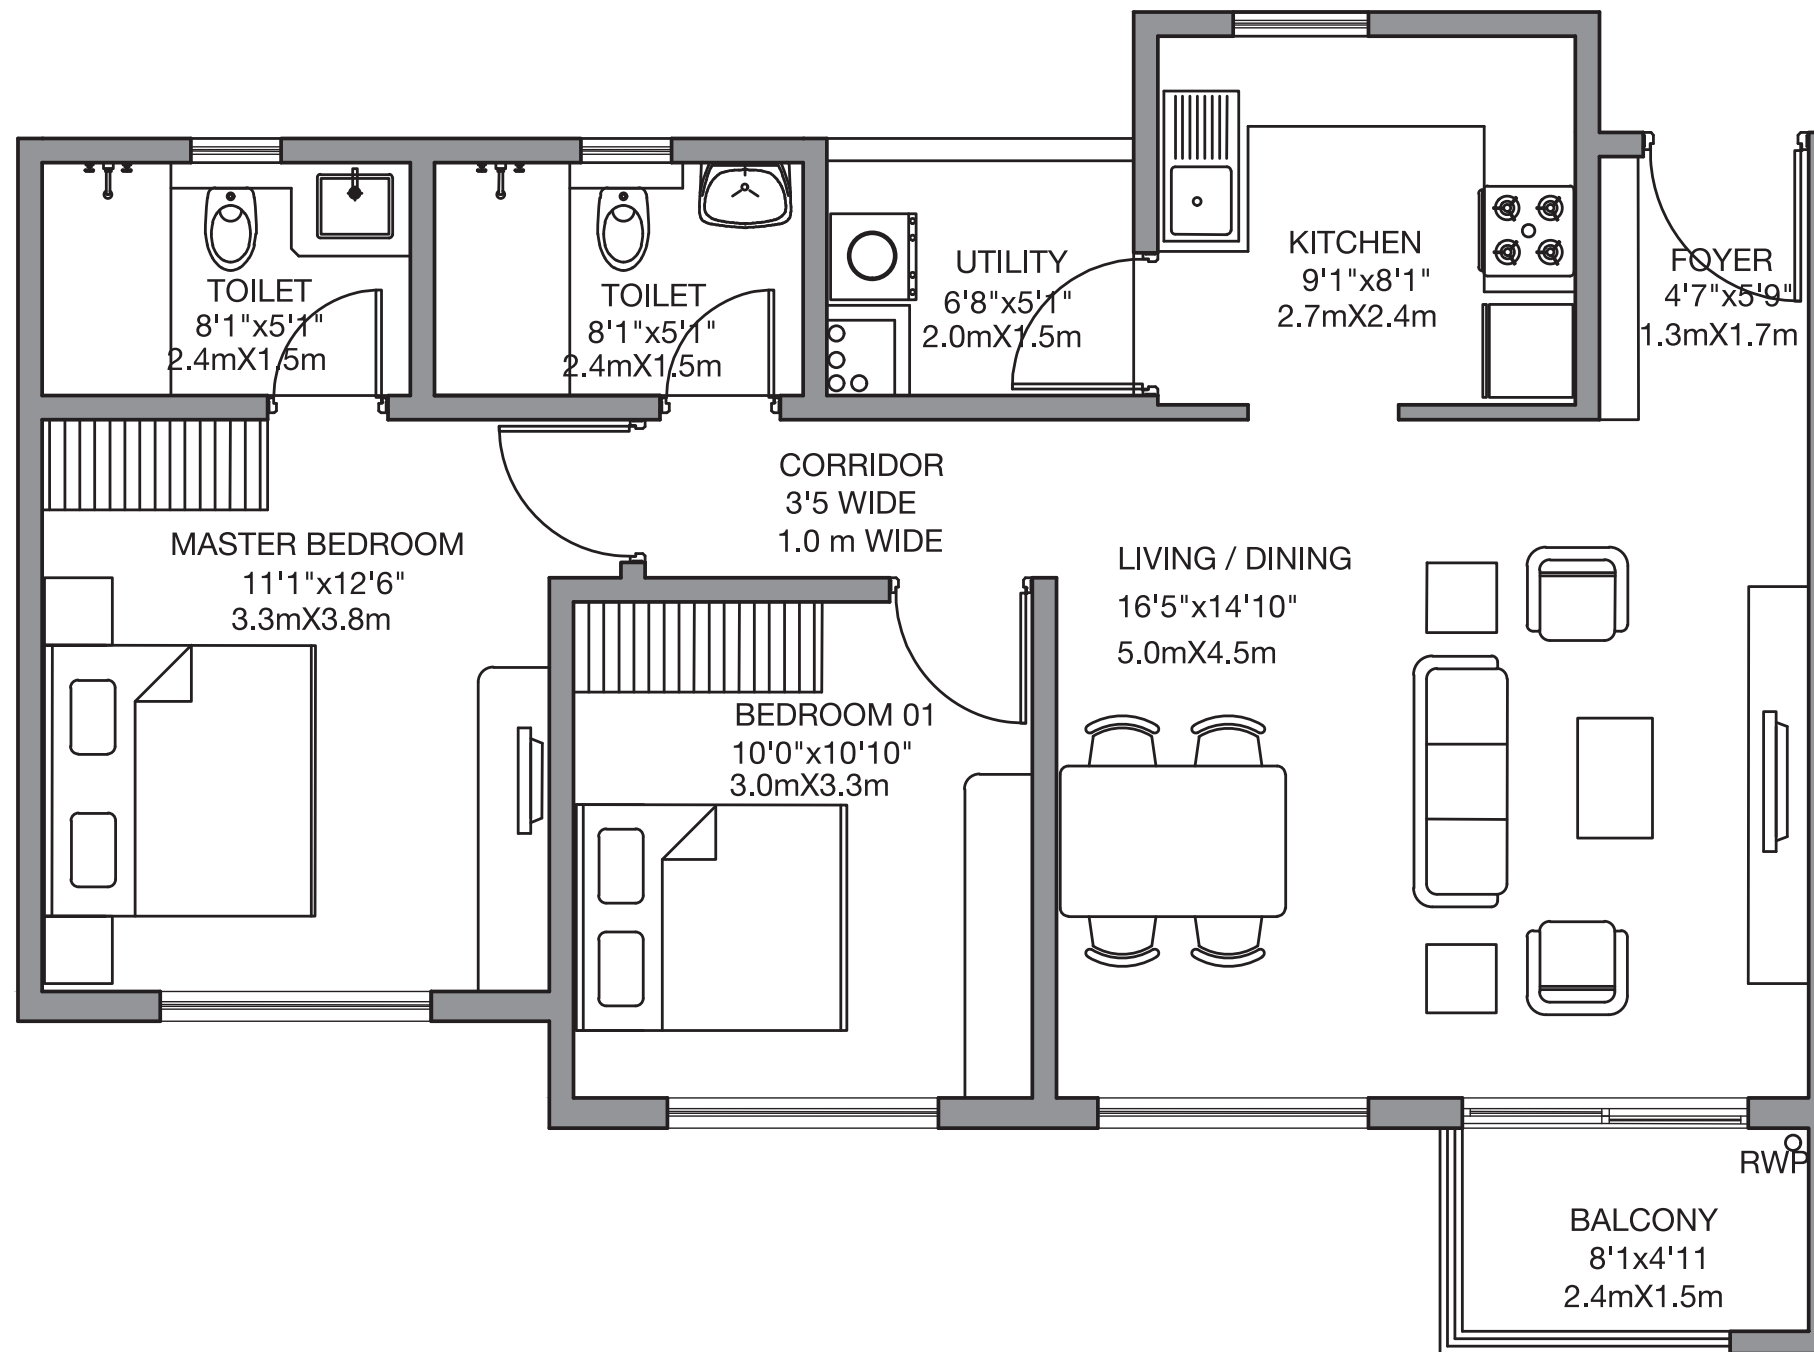 KITCHEN
9'1"x8'1"
2.7mX2.4m
UTILITY
6'8"x5'1"
2.0mX1.5m
FOYER
4'7"x5'9"
1.3mX1.7m
TOILET
8'1"x5'1"
2.4mX1.5m
TOILET
8'1"x5'1"
2.4mX1.5m
CORRIDOR
3'5 WIDE
1.0 m WIDE
MASTER BEDROOM
11'1"x12'6"
3.3mX3.8m
LIVING / DINING
16'5"x14'10"
5.0mX4.5m
BEDROOM 01
10'0"x10'10"
3.0mX3.3m
RWP
BALCONY
8'1x4'11
2.4mX1.5m